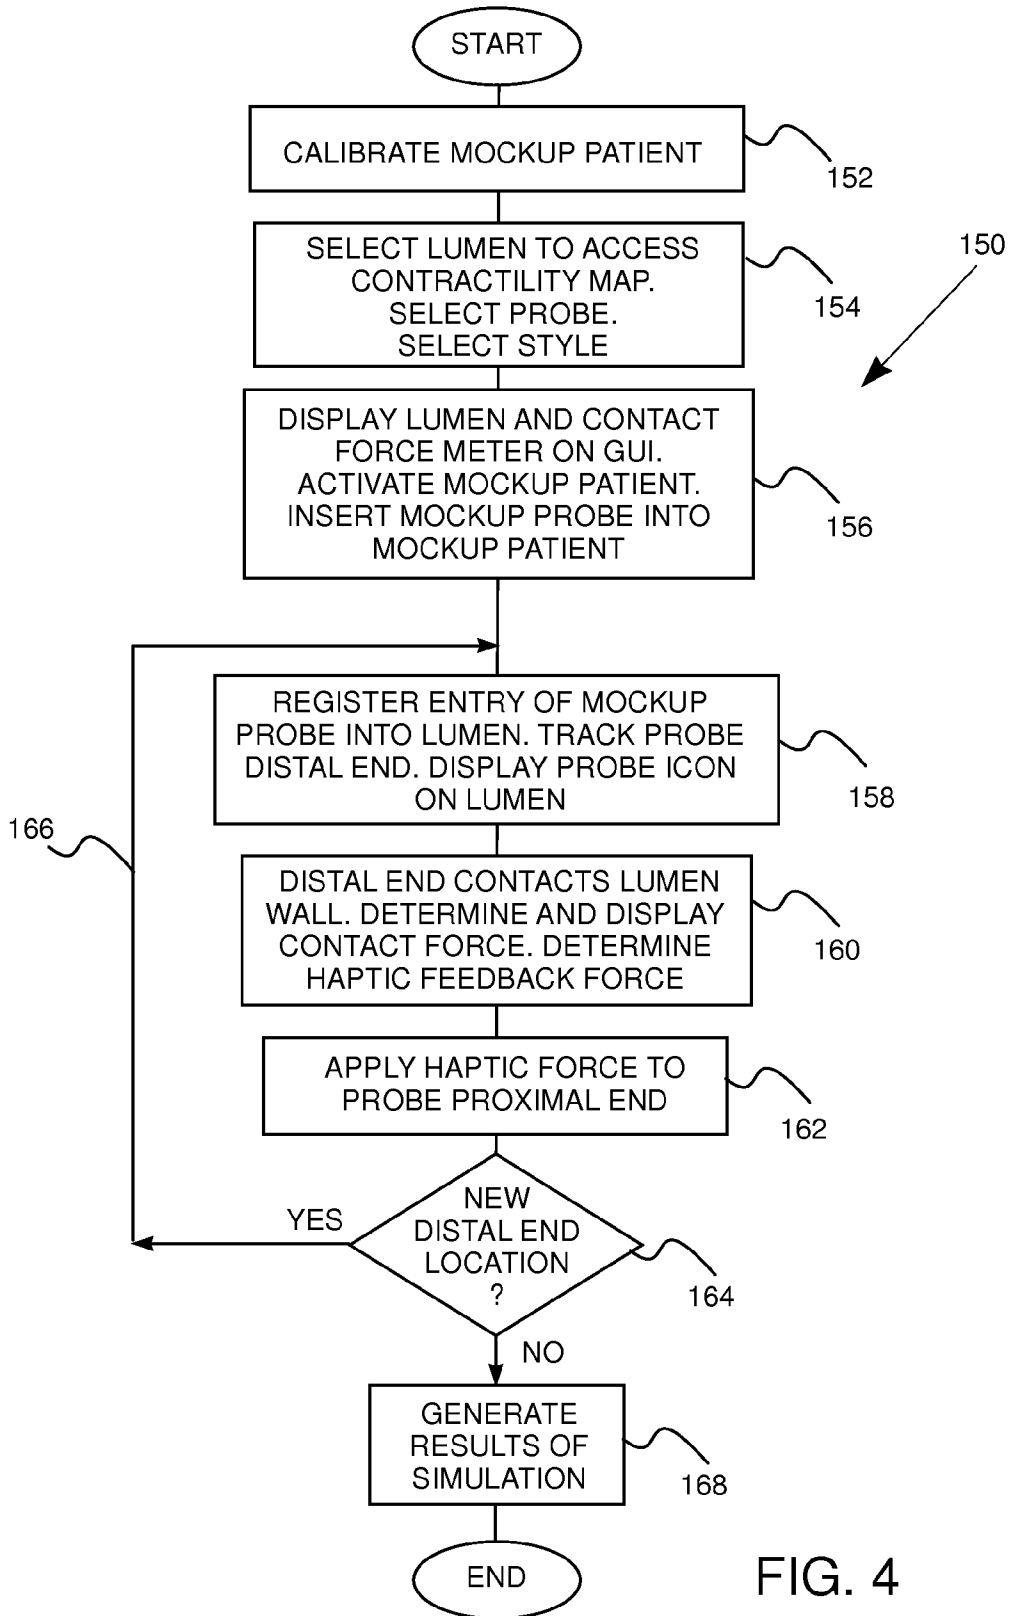 START
CALIBRATE MOCKUP PATIENT
152
SELECT LUMEN TO ACCESS
CONTRACTILITY MAP.
SELECT PROBE.
SELECT STYLE
154
150
DISPLAY LUMEN AND CONTACT
FORCE METER ON GUI.
ACTIVATE MOCKUP PATIENT.
INSERT MOCKUP PROBE INTO
MOCKUP PATIENT
156
REGISTER ENTRY OF MOCKUP
PROBE INTO LUMEN. TRACK PROBE
DISTAL END. DISPLAY PROBE ICON
ON LUMEN
158
166
DISTAL END CONTACTS LUMEN
WALL. DETERMINE AND DISPLAY
CONTACT FORCE. DETERMINE
HAPTIC FEEDBACK FORCE
160
APPLY HAPTIC FORCE TO
PROBE PROXIMAL END
162
NEW
DISTAL END
LOCATION
?
YES
164
NO
GENERATE
RESULTS OF
SIMULATION
168
END
FIG. 4